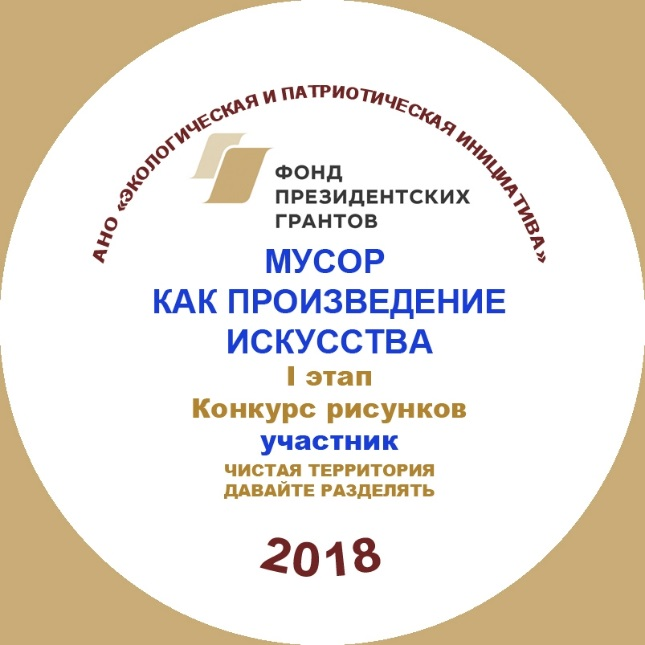 АНО «ЭКОЛОГИЧЕСКАЯ И ПАТРИОТИЧЕСКАЯ ИНИЦИАТИВА»
ФОНД
ПРЕЗИДЕНТСКИХ
ГРАНТОВ
МУСОР
КАК ПРОИЗВЕДЕНИЕ
ИСКУССТВА
I этап
Конкурс рисунков
участник
ЧИСТАЯ ТЕРРИТОРИЯ
ДАВАЙТЕ РАЗДЕЛЯТЬ
2018